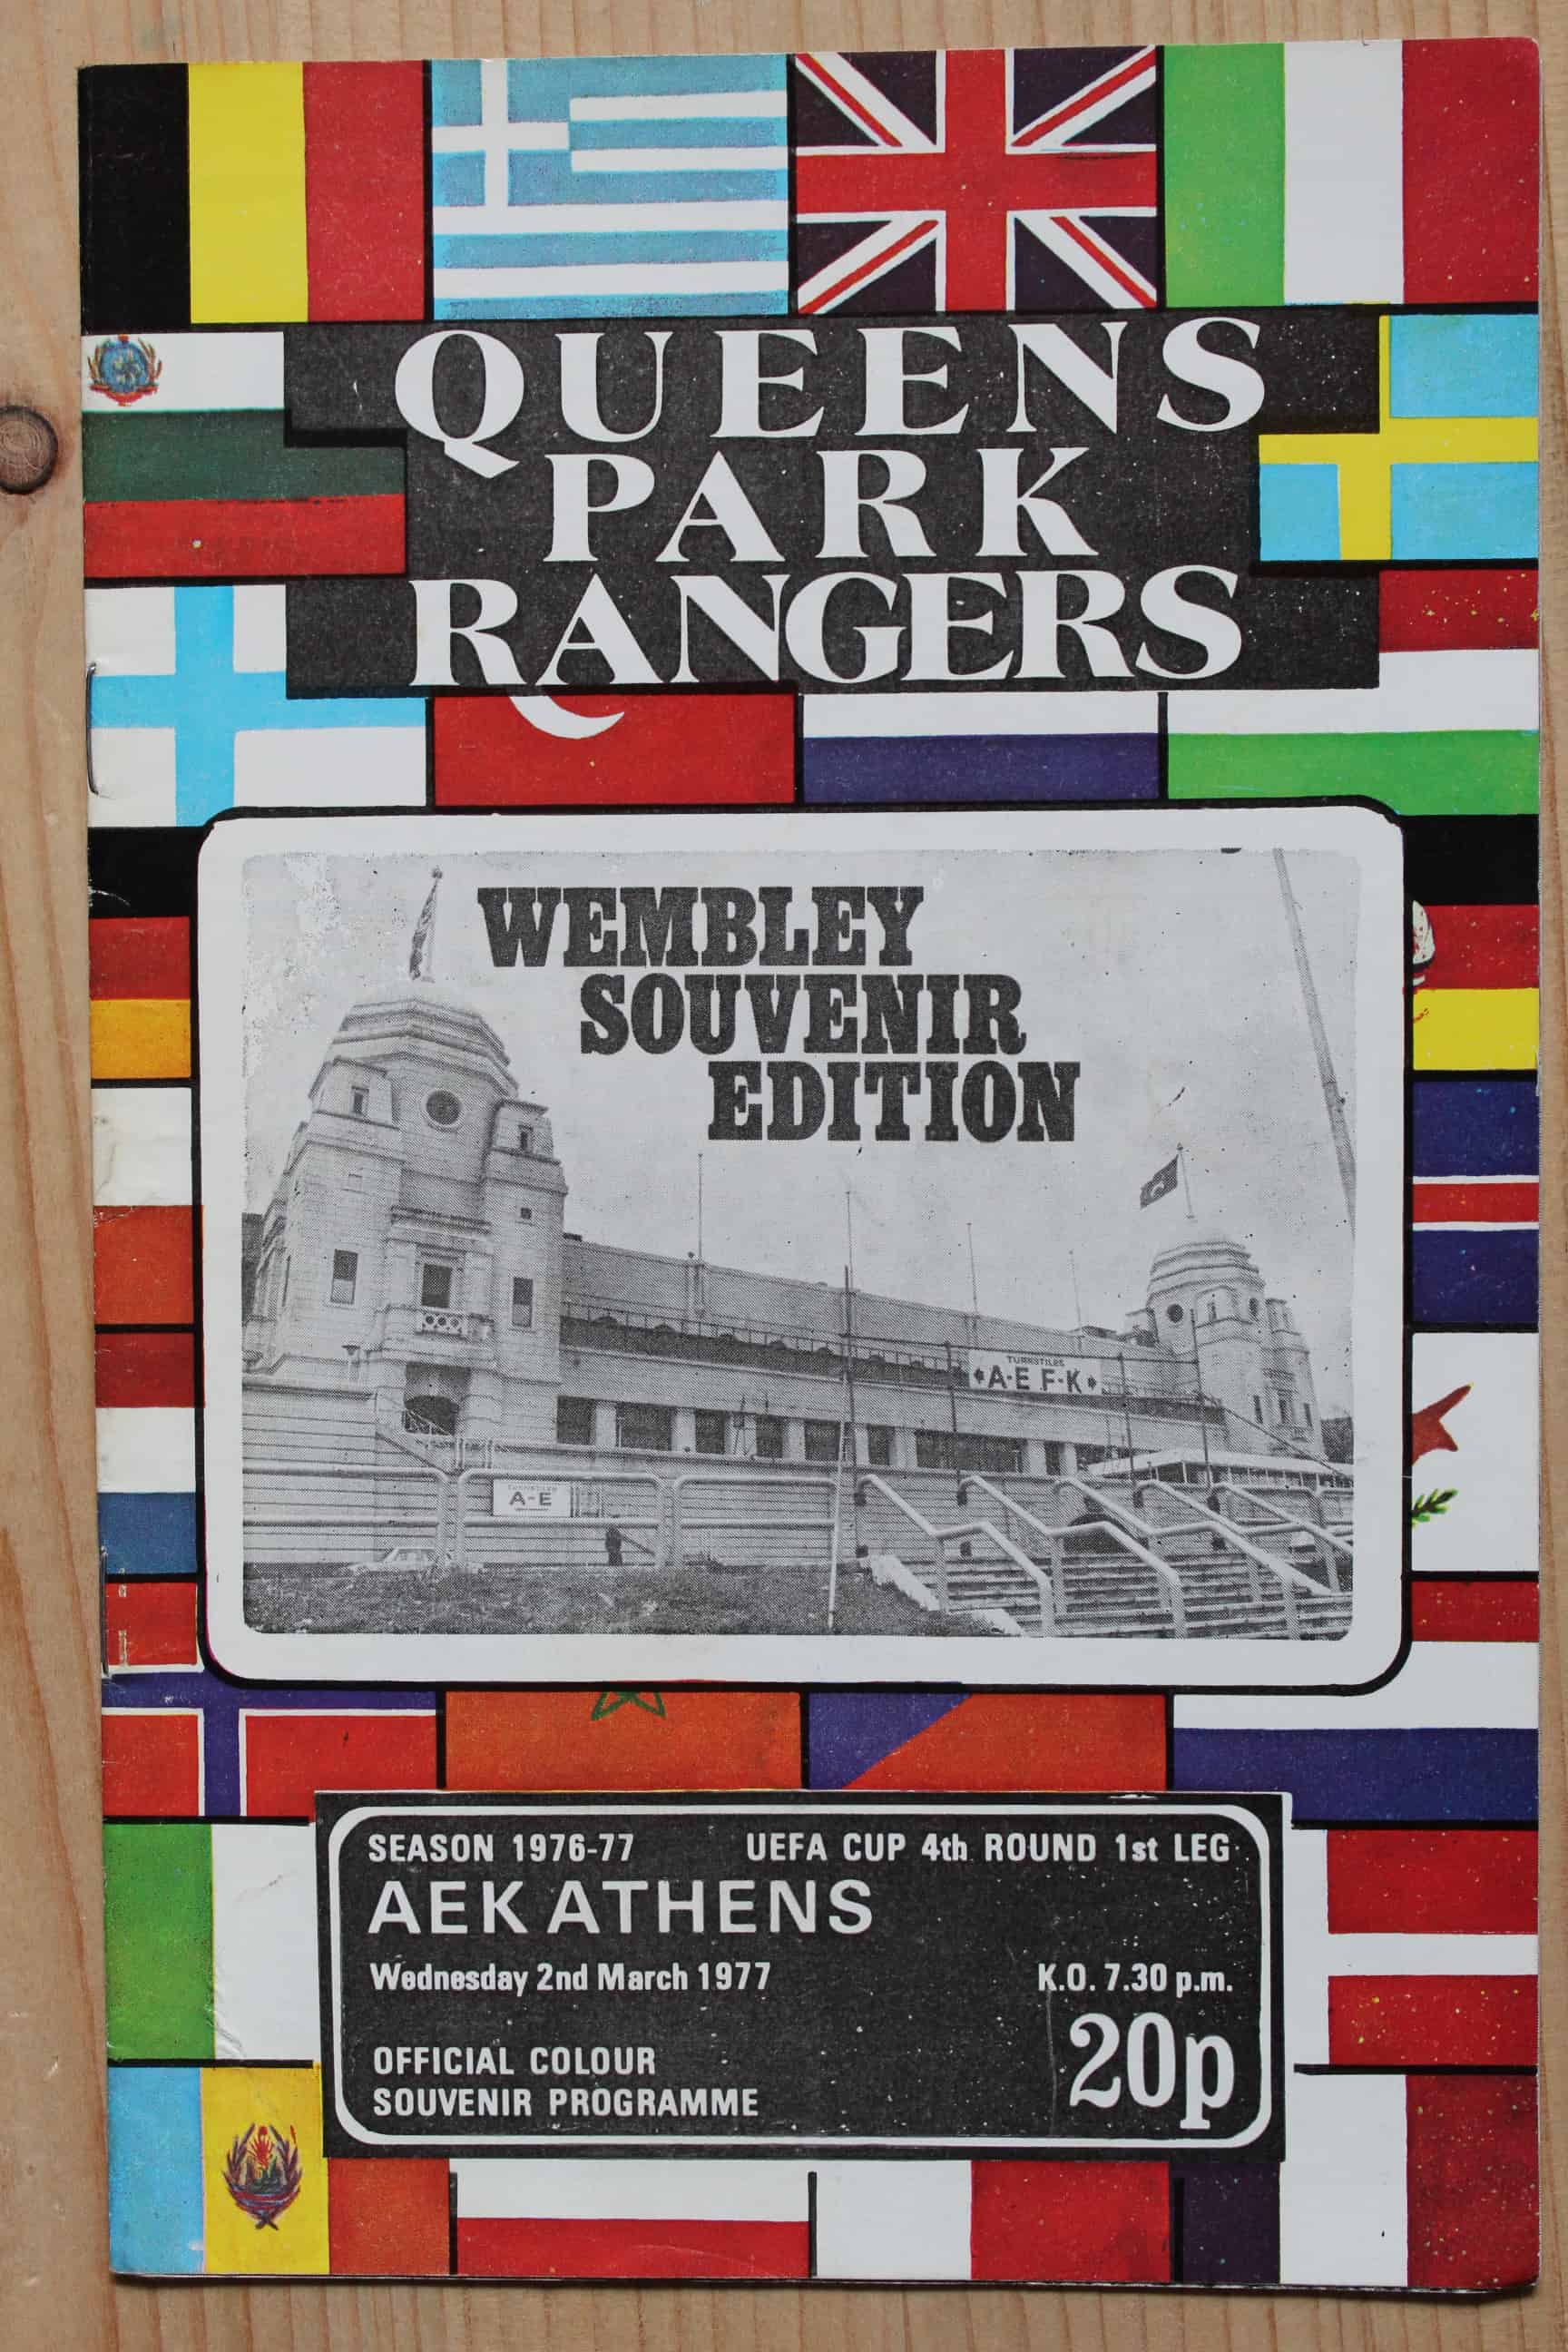 QUEENS
PARK
RANGERS
WEMBLEY
SOUVENIR
EDITION
TURNSTILES
A-E F-K
A-E
SEASON 1976-77 UEFA CUP 4th ROUND 1st LEG
AEK ATHENS
Wednesday 2nd March 1977 K.O. 7.30 p.m.
20p
OFFICIAL COLOUR
SOUVENIR PROGRAMME